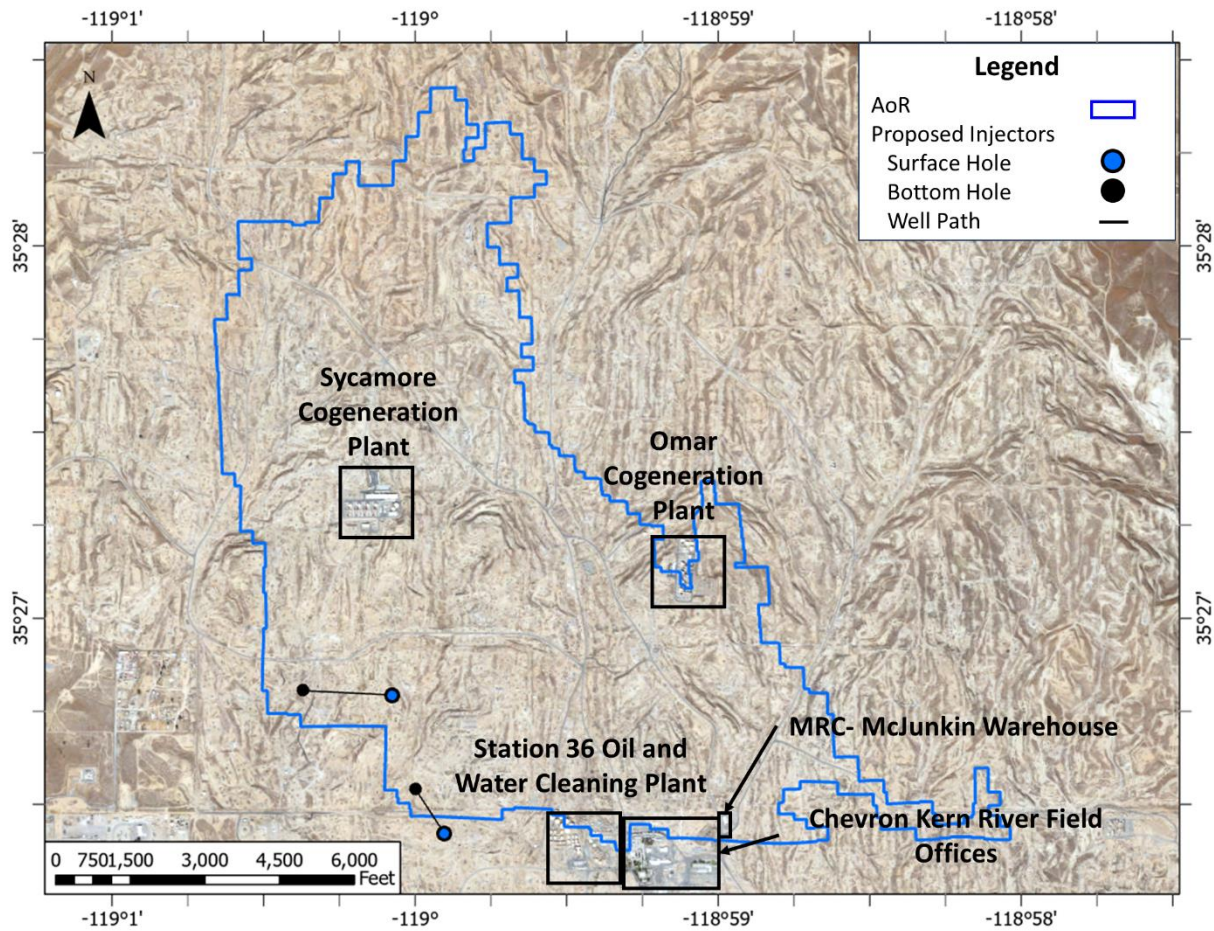 -119°1'
-119°
-118°59'
-118°58'
N
Legend
AoR
Proposed Injectors
Surface Hole
Bottom Hole
Well Path
35°28'
35°28'
Sycamore
Cogeneration
Plant
Omar
Cogeneration
Plant
35°27'
35°27'
MRC- McJunkin Warehouse
Station 36 Oil and
Water Cleaning Plant
Chevron Kern River Field
Offices
0 750 1,500 3,000 4,500 6,000
Feet
-119°1'
-119°
-118°59'
-118°58'